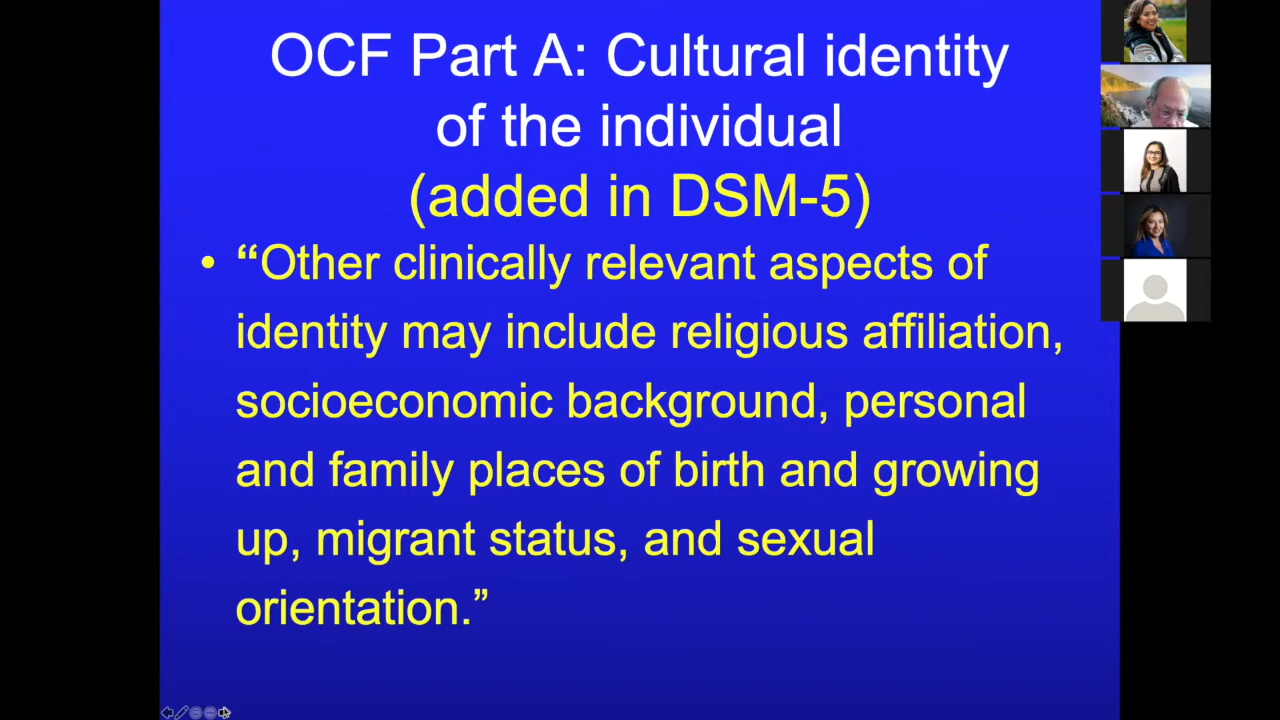 OCF Part A: Cultural identity
of the individual
(added in DSM-5)
• “Other clinically relevant aspects of
identity may include religious affiliation,
socioeconomic background, personal
and family places of birth and growing
up, migrant status, and sexual
orientation.”